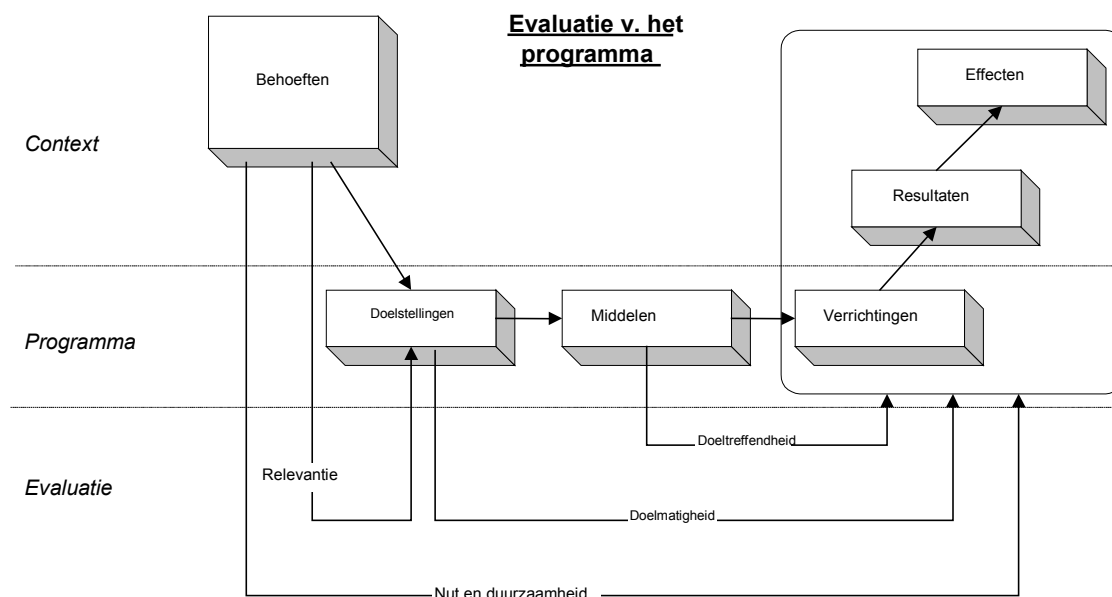 Evaluatie v. het
programma
Behoeften
Effecten
Context
Resultaten
Doelstellingen
Middelen
Verrichtingen
Programma
Doeltreffendheid
Relevantie
Evaluatie
Doelmatigheid
Nut en duurzaamheid